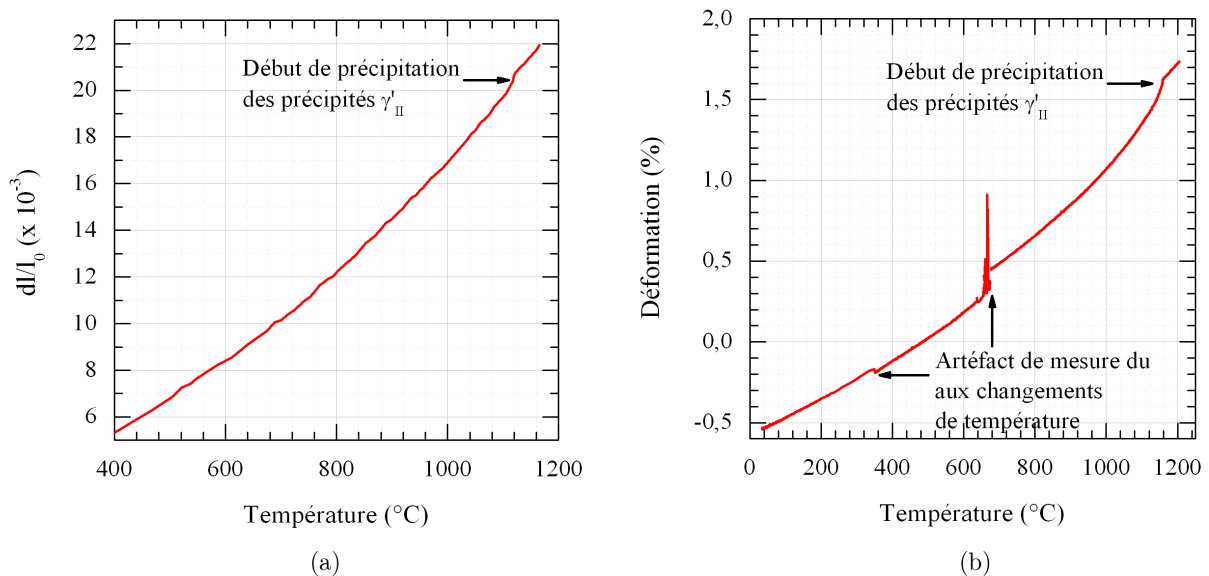 22
20
18
16
14
12
10
8
6
dl/l0 (x 10-3)
Début de précipitation
des précipités γ'II
400
600
800
1000
1200
Température (°C)
(a)
2,0
1,5
1,0
0,5
0,0
-0,5
Déformation (%)
Début de précipitation
des précipités γ'II
Artéfact de mesure du
aux changements
de température
0
200
400
600
800
1000
1200
Température (°C)
(b)